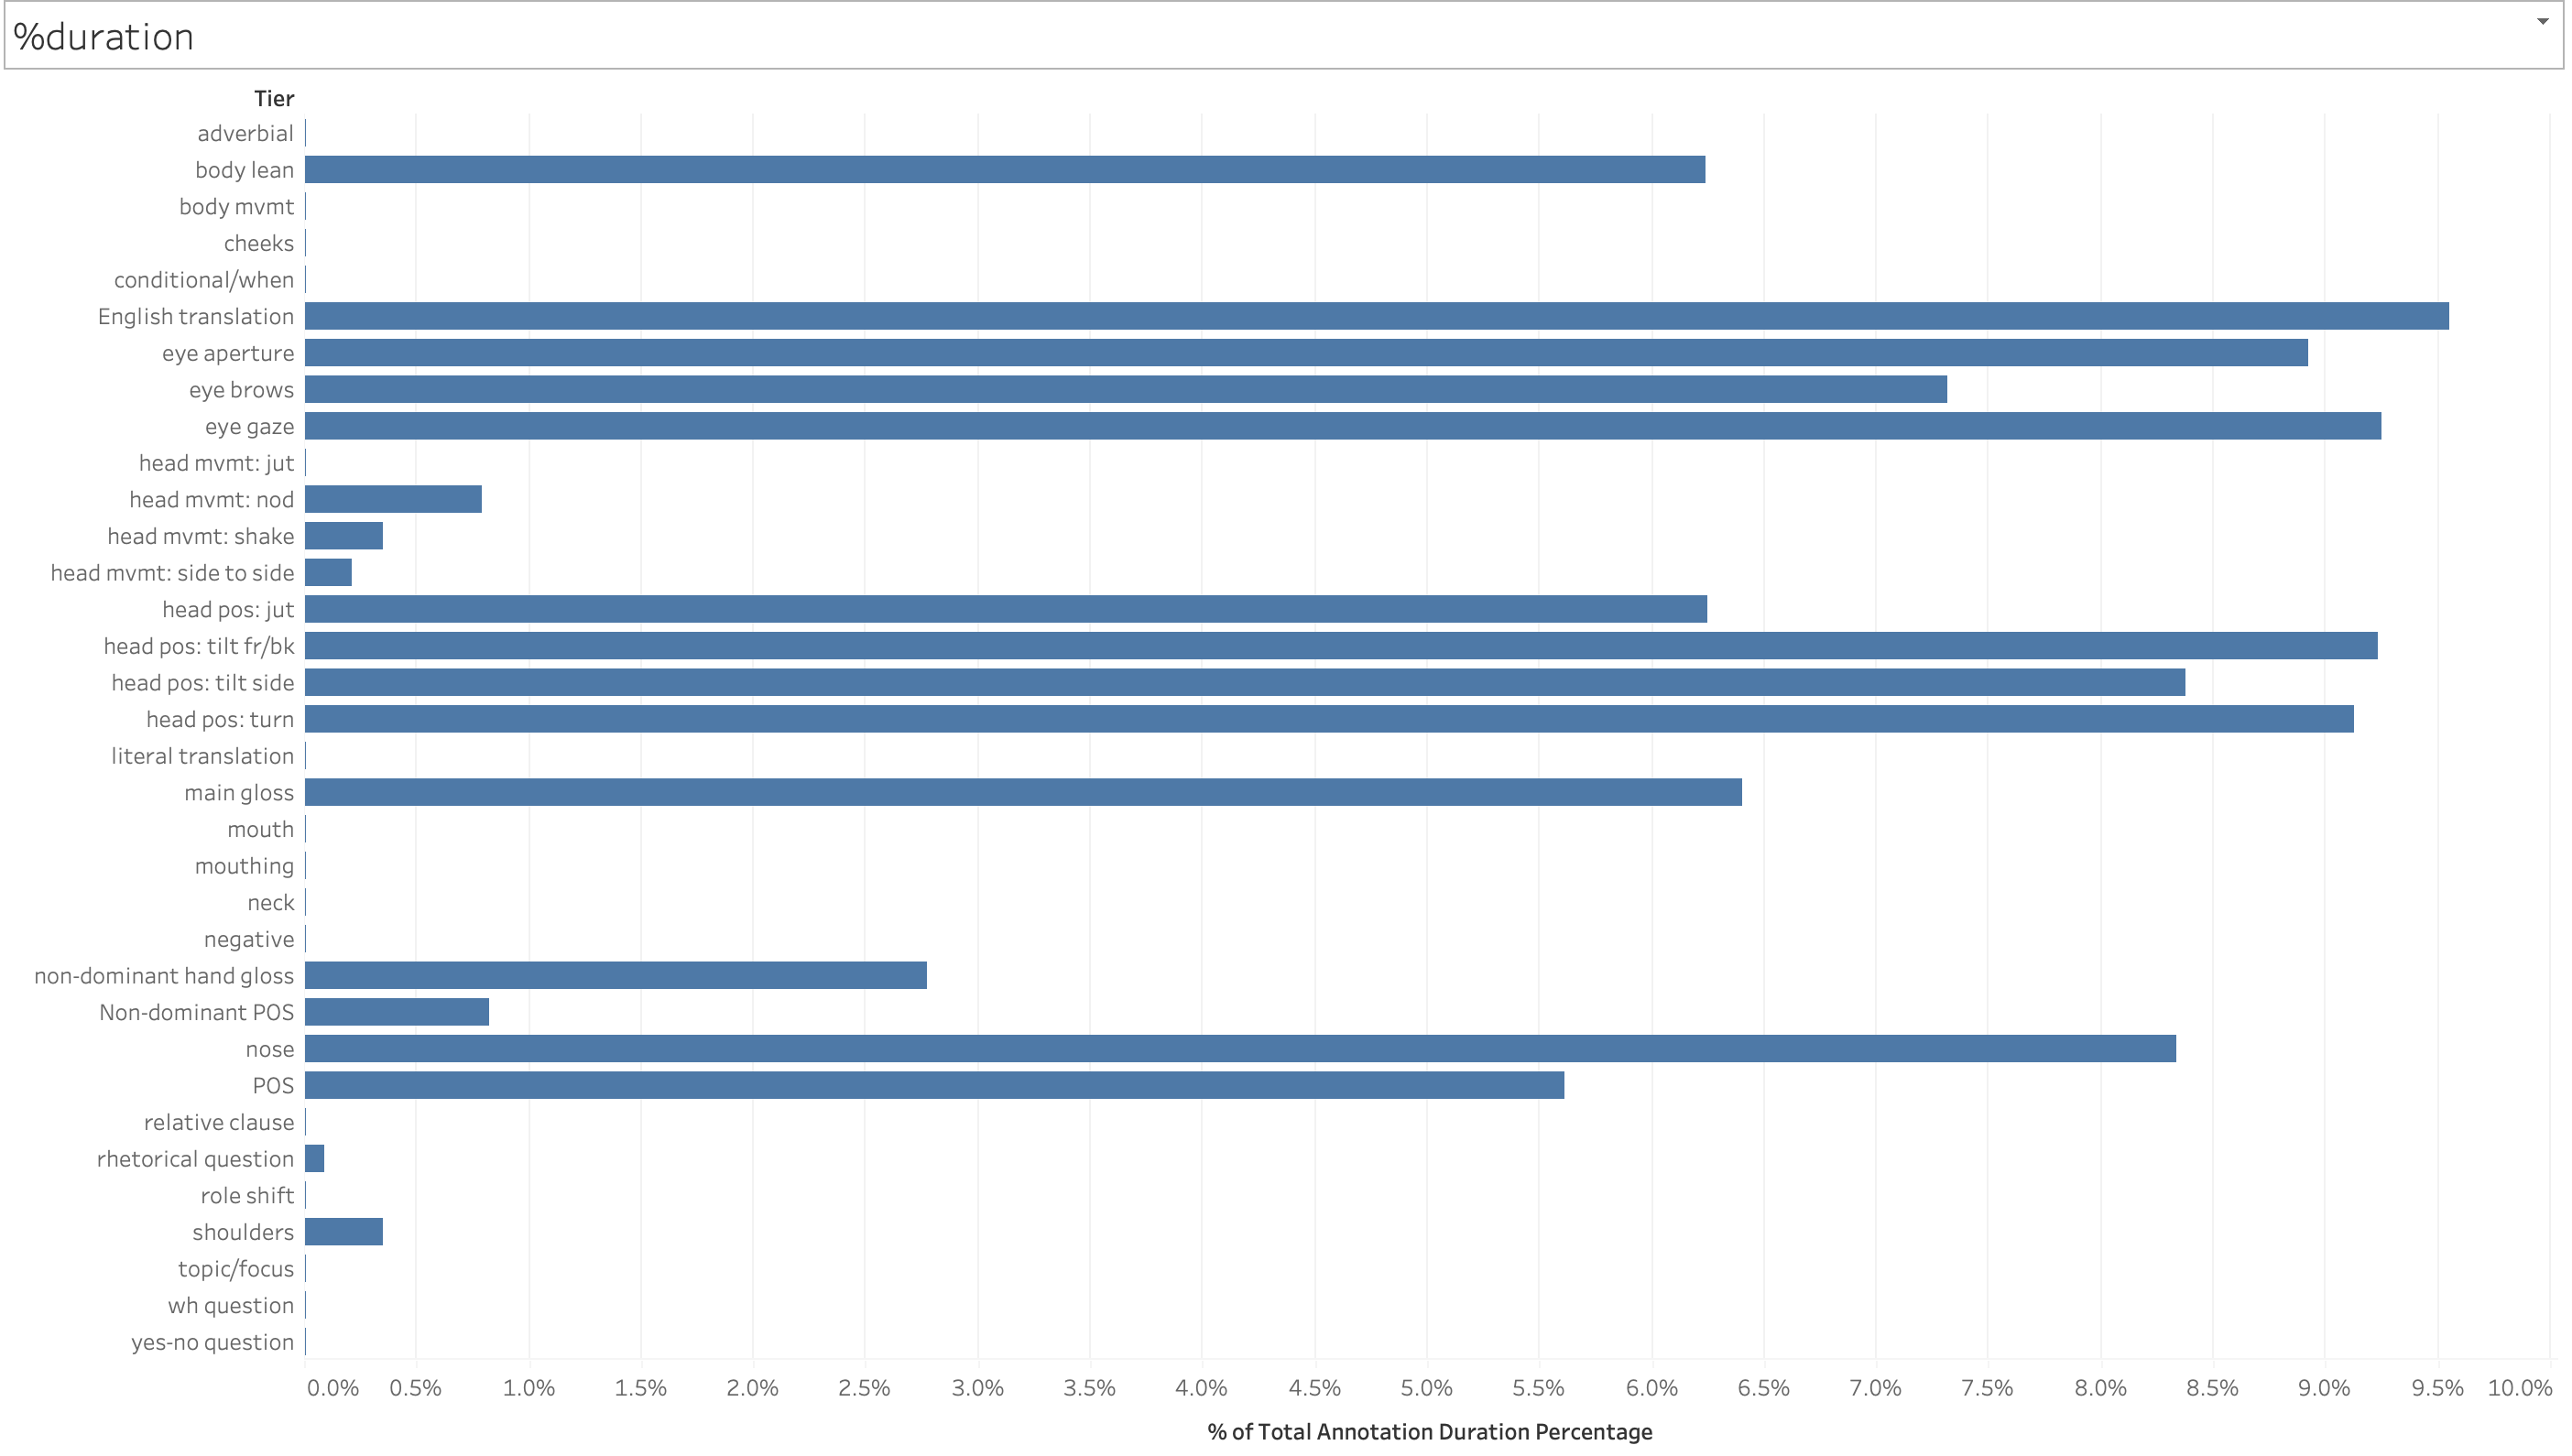 %duration
Tier
adverbial
body lean
body mvmt
cheeks
conditional/when
English translation
eye aperture
eye brows
eye gaze
head mvmt: jut
head mvmt: nod
head mvmt: shake
head mvmt: side to side
head pos: jut
head pos: tilt fr/bk
head pos: tilt side
head pos: turn
literal translation
main gloss
mouth
mouthing
neck
negative
non-dominant hand gloss
Non-dominant POS
nose
POS
relative clause
rhetorical question
role shift
shoulders
topic/focus
wh question
yes-no question
0.0% 0.5% 1.0% 1.5% 2.0% 2.5% 3.0% 3.5% 4.0% 4.5% 5.0% 5.5% 6.0% 6.5% 7.0% 7.5% 8.0% 8.5% 9.0% 9.5% 10.0%
% of Total Annotation Duration Percentage